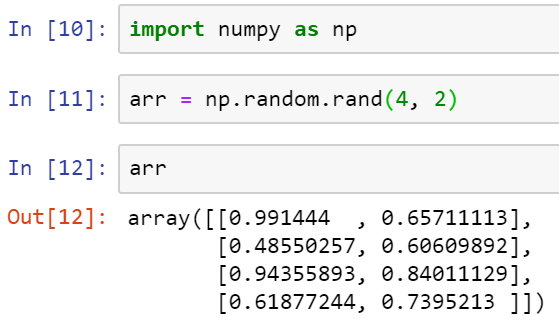 In [10]: import numpy as np
In [11]: arr = np.random.rand(4, 2)
In [12]: arr
Out[12]: array([[0.991444  , 0.65711113],
       [0.48550257, 0.60609892],
       [0.94355893, 0.84011129],
       [0.61877244, 0.7395213 ]])